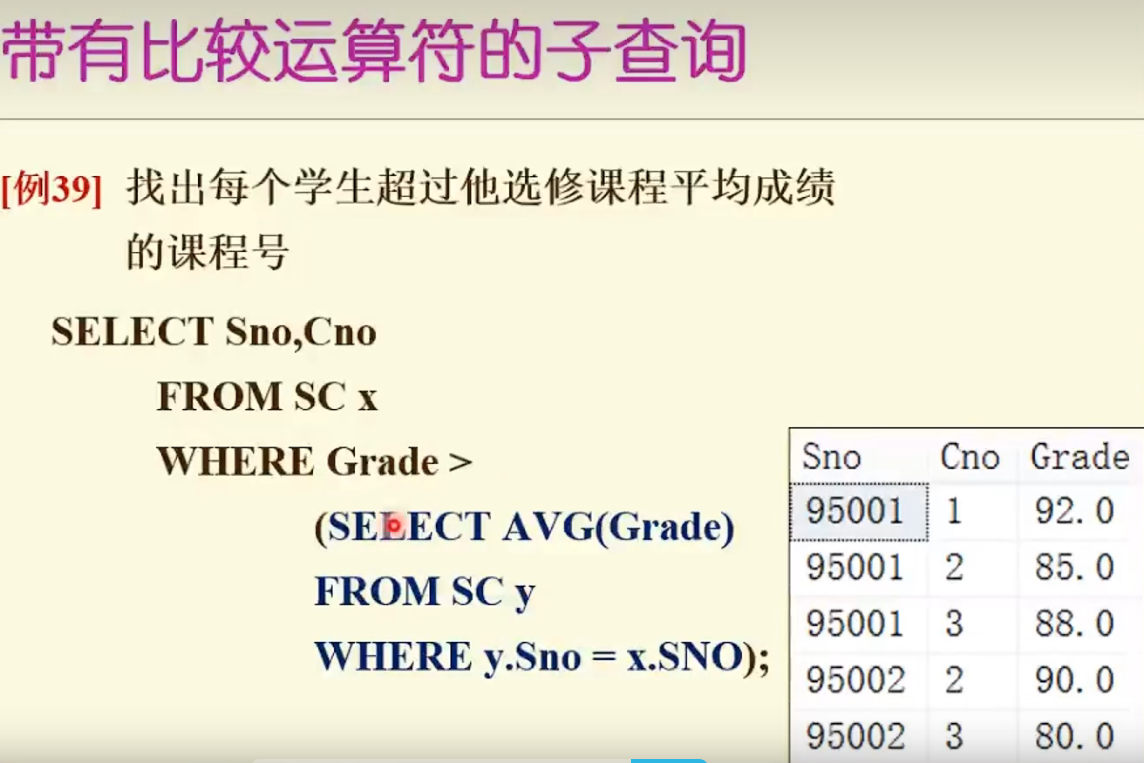 带有比较运算符的子查询
[例39] 找出每个学生超过他选修课程平均成绩
的课程号
SELECT Sno,Cno
FROM SC x
WHERE Grade >
(SELECT AVG(Grade)
FROM SC y
WHERE y.Sno = x.SNO);
Sno Cno Grade
95001 1 92.0
95001 2 85.0
95001 3 88.0
95002 2 90.0
95002 3 80.0